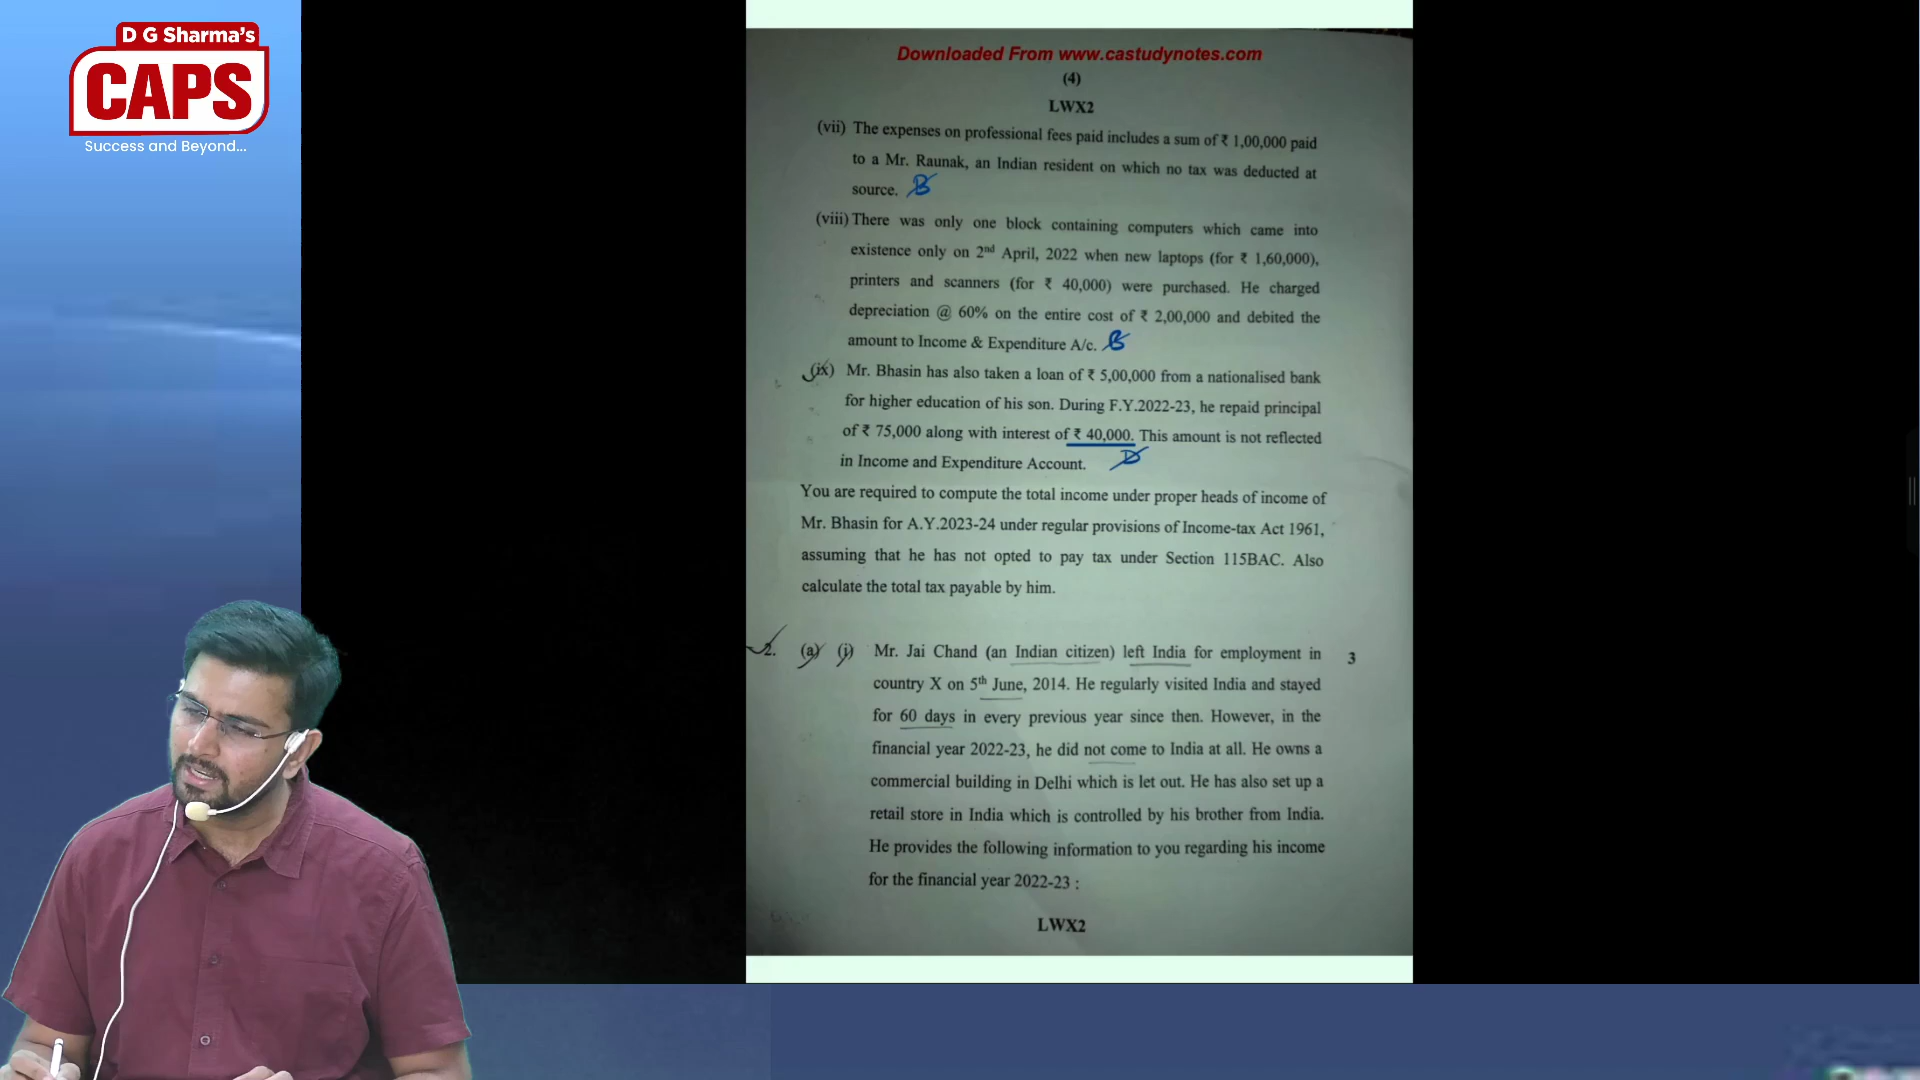 D G Sharma's
CAPS
Success and Beyond...
Downloaded From www.castudynotes.com
(4)
LWX2
(vii) The expenses on professional fees paid includes a sum of ₹ 1,00,000 paid
to a Mr. Raunak, an Indian resident on which no tax was deducted at
source. B
(viii) There was only one block containing computers which came into
existence only on 2nd April, 2022 when new laptops (for ₹ 1,60,000),
printers and scanners (for ₹ 40,000) were purchased. He charged
depreciation @ 60% on the entire cost of ₹ 2,00,000 and debited the
amount to Income & Expenditure A/c. B
(ix) Mr. Bhasin has also taken a loan of ₹ 5,00,000 from a nationalised bank
for higher education of his son. During F.Y.2022-23, he repaid principal
of ₹ 75,000 along with interest of ₹ 40,000. This amount is not reflected
in Income and Expenditure Account. D
You are required to compute the total income under proper heads of income of
Mr. Bhasin for A.Y.2023-24 under regular provisions of Income-tax Act 1961,
assuming that he has not opted to pay tax under Section 115BAC. Also
calculate the total tax payable by him.
2. (a) (i) Mr. Jai Chand (an Indian citizen) left India for employment in 3
country X on 5th June, 2014. He regularly visited India and stayed
for 60 days in every previous year since then. However, in the
financial year 2022-23, he did not come to India at all. He owns a
commercial building in Delhi which is let out. He has also set up a
retail store in India which is controlled by his brother from India.
He provides the following information to you regarding his income
for the financial year 2022-23 :
LWX2